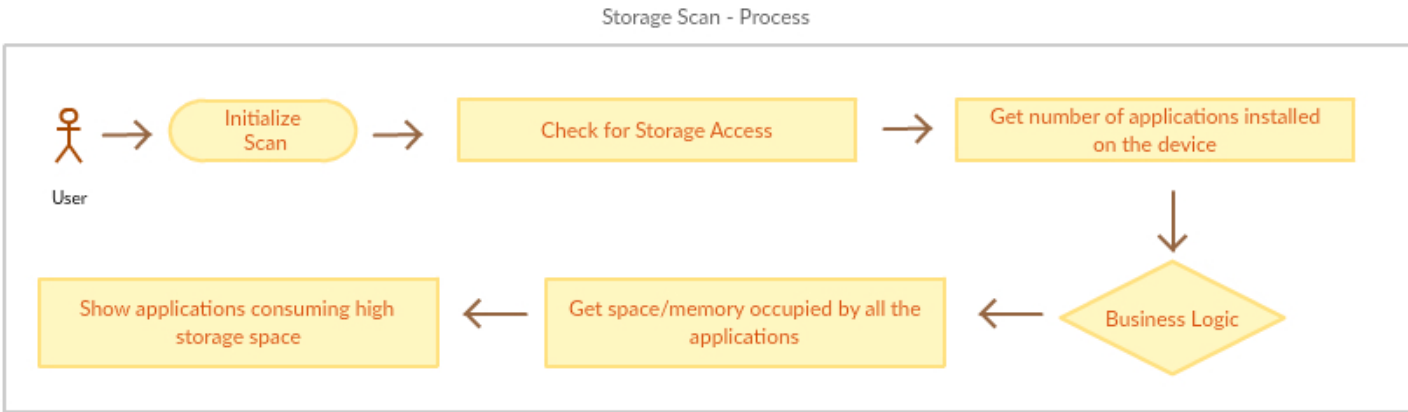 Storage Scan - Process
Initialize
Scan
Check for Storage Access
Get number of applications installed
on the device
User
Show applications consuming high
storage space
Get space/memory occupied by all the
applications
Business Logic